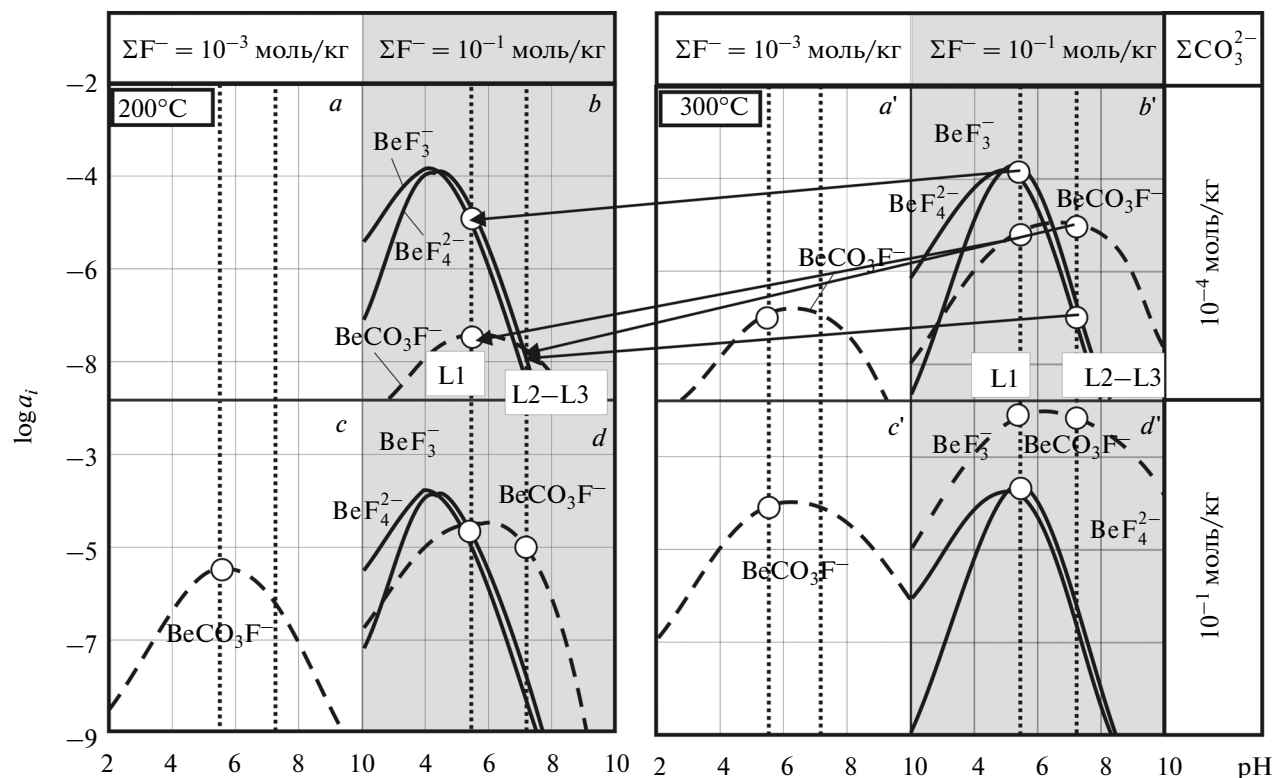 ΣF⁻ = 10⁻³ моль/кг ΣF⁻ = 10⁻¹ моль/кг ΣF⁻ = 10⁻³ моль/кг ΣF⁻ = 10⁻¹ моль/кг ΣCO₃²⁻
−2
200°C a b 300°C a' b'
BeF₃⁻ BeF₃⁻
−4
BeF₄²⁻ BeF₄²⁻ BeCO₃F⁻
BeCO₃F⁻
10⁻⁴ моль/кг
−6
BeCO₃F⁻
−8
L1 L2–L3 L1 L2–L3
log aᵢ
c d c' d'
BeF₃⁻ BeF₃⁻ BeCO₃F⁻
−3
BeF₄²⁻ BeCO₃F⁻ BeF₄²⁻
−5
BeCO₃F⁻ BeCO₃F⁻
10⁻¹ моль/кг
−7
−9
2 4 6 8 10 4 6 8 10 2 4 6 8 10 4 6 8 10 pH